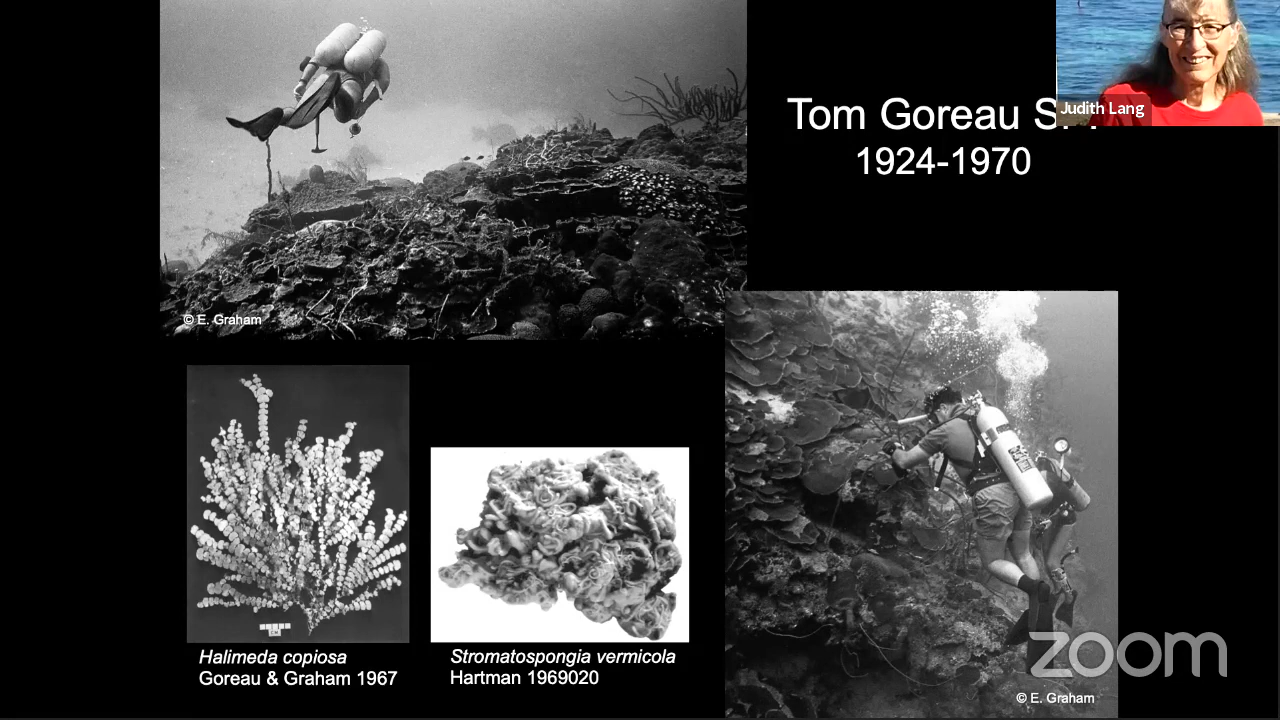 Tom Goreau
Judith Lang
1924-1970
© E. Graham
Halimeda copiosa
Goreau & Graham 1967
Stromatospongia vermicola
Hartman 1969020
© E. Graham
zoom